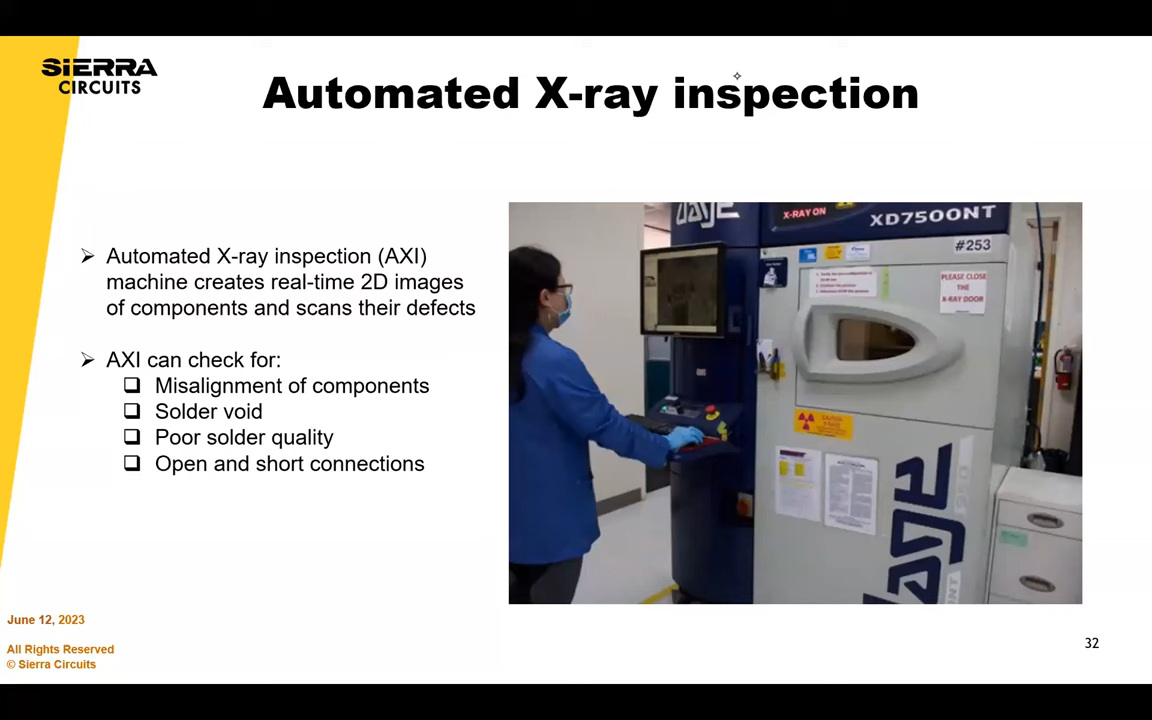 SIERRA
CIRCUITS
Automated X-ray inspection
Automated X-ray inspection (AXI)
machine creates real-time 2D images
of components and scans their defects
AXI can check for:
Misalignment of components
Solder void
Poor solder quality
Open and short connections
X-RAY ON
XD7500NT
#253
PLEASE CLOSE
THE
X-RAY DOOR
June 12, 2023
All Rights Reserved
© Sierra Circuits
32